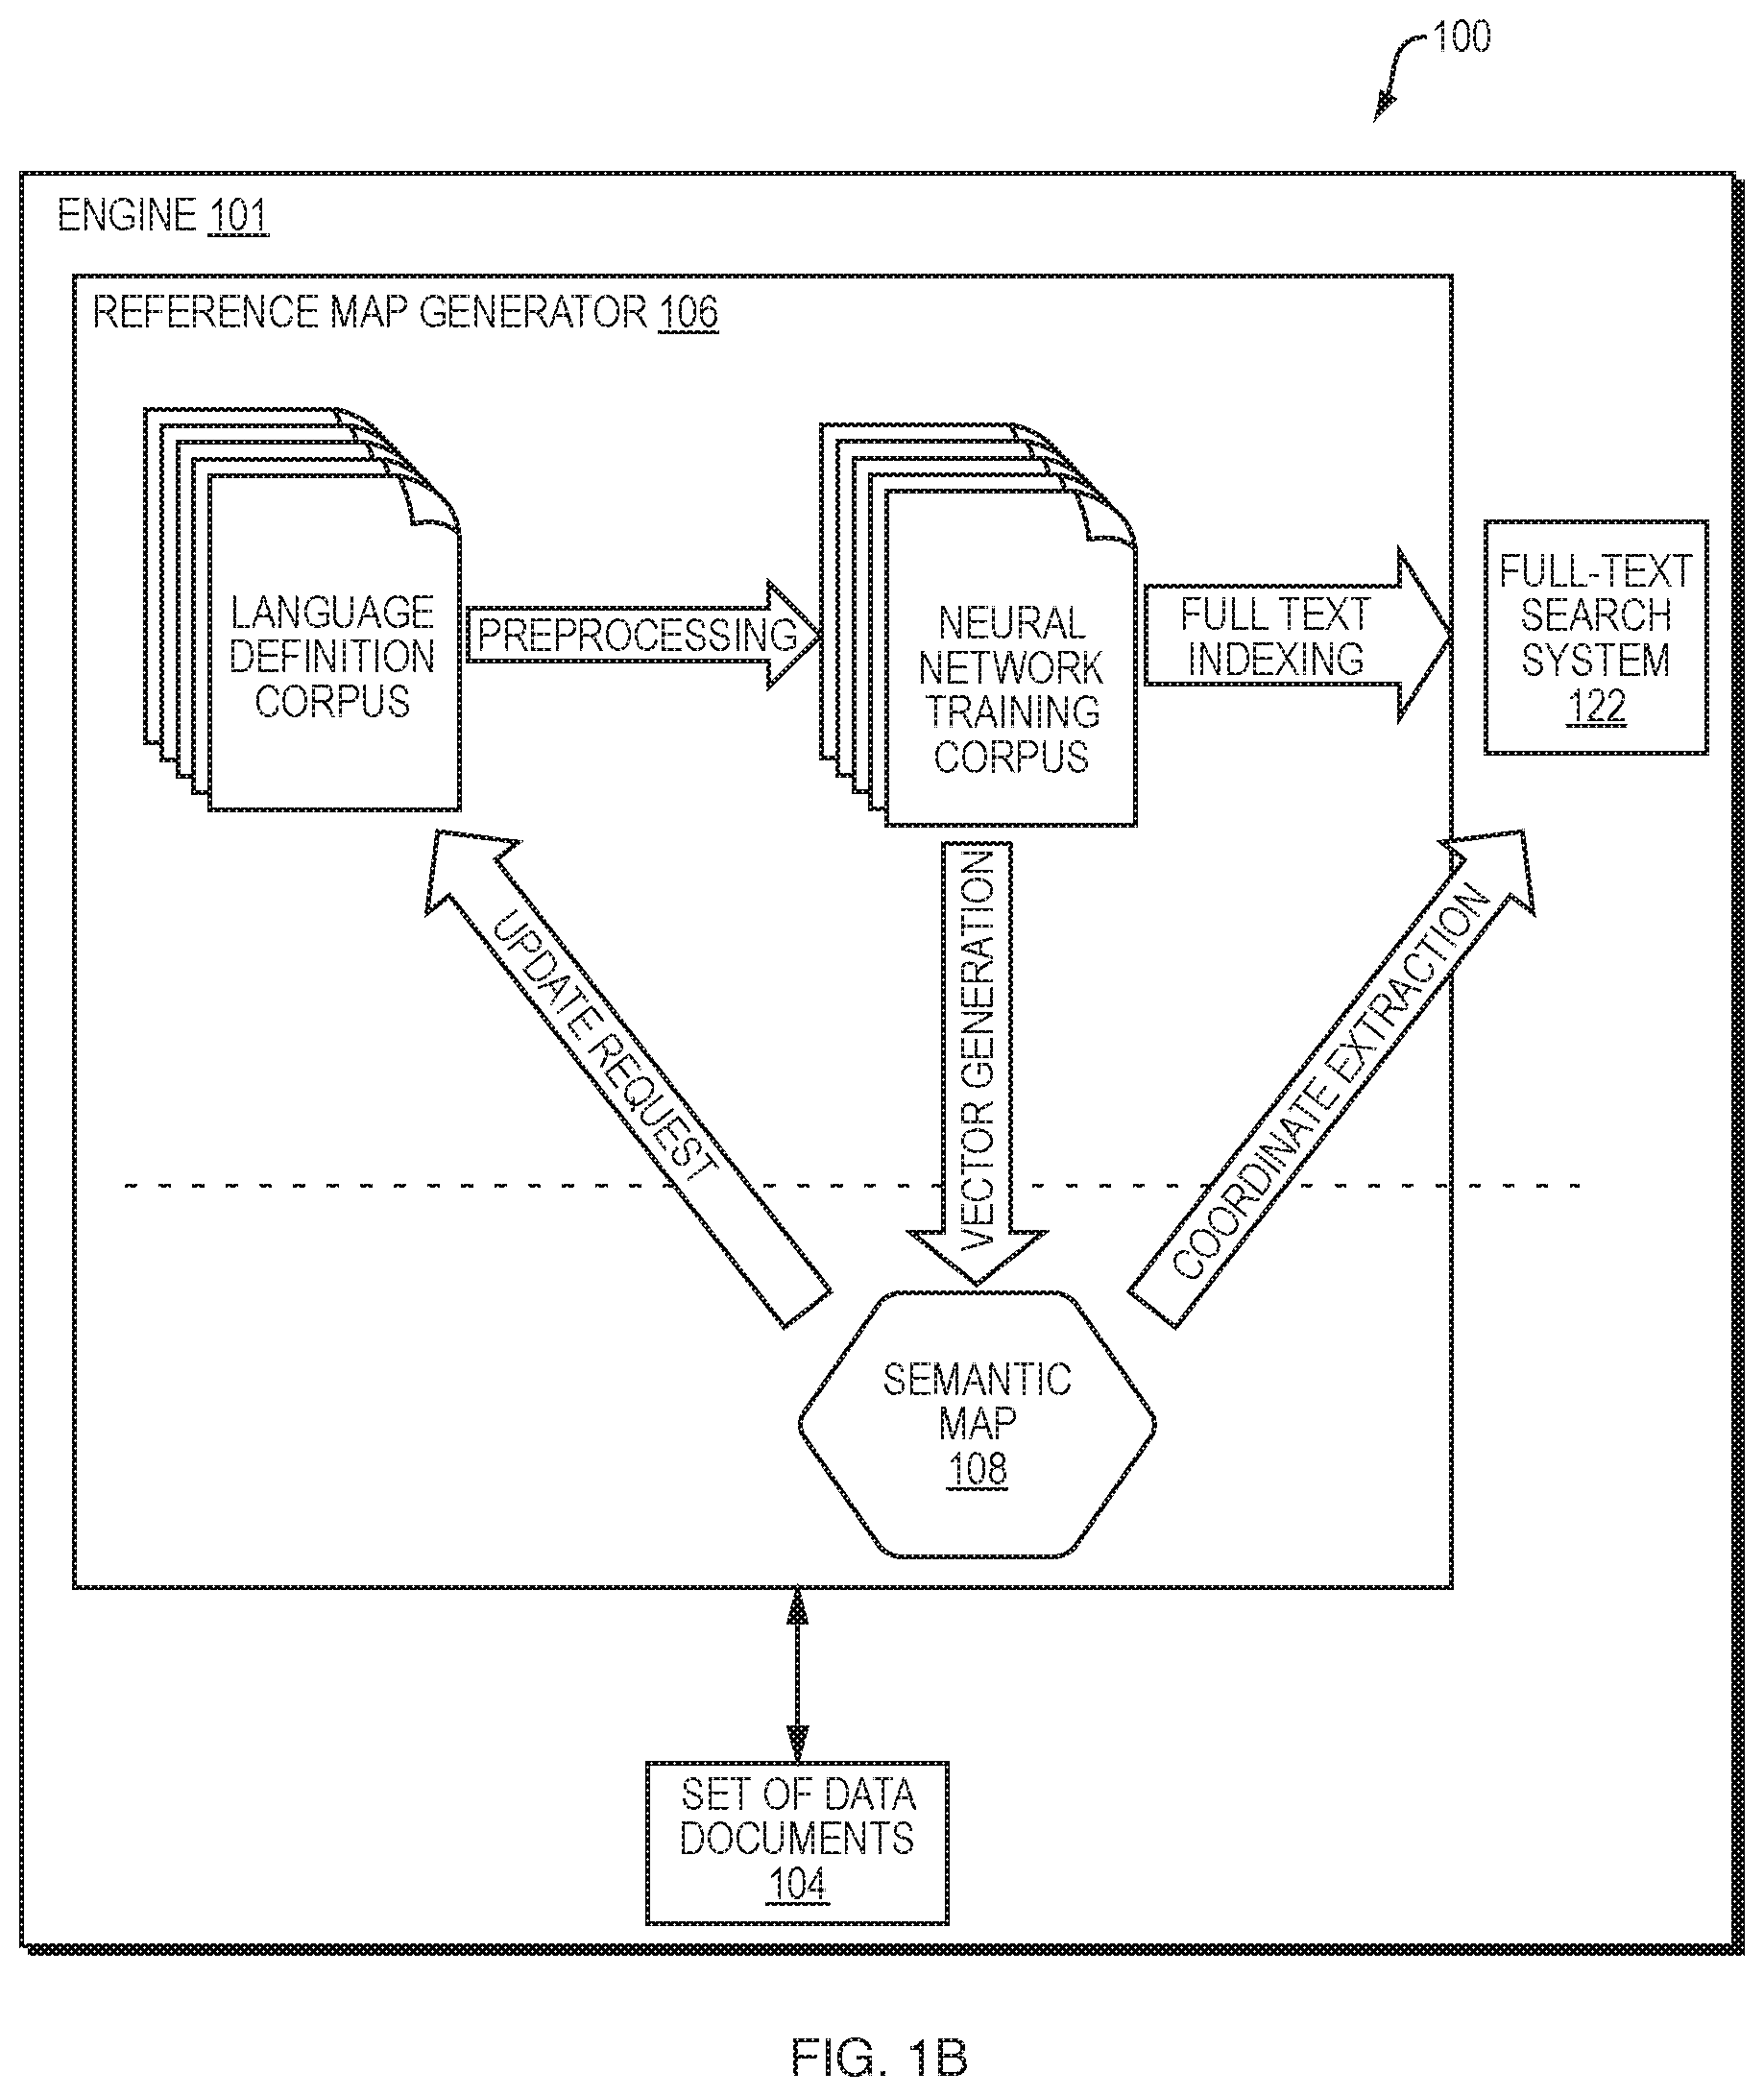 100
ENGINE 101
REFERENCE MAP GENERATOR 106
LANGUAGE
DEFINITION
CORPUS
PREPROCESSING
NEURAL
NETWORK
TRAINING
CORPUS
FULL TEXT
INDEXING
FULL-TEXT
SEARCH
SYSTEM
122
UPDATE REQUEST
VECTOR GENERATION
COORDINATE EXTRACTION
SEMANTIC
MAP
108
SET OF DATA
DOCUMENTS
104
FIG. 1B